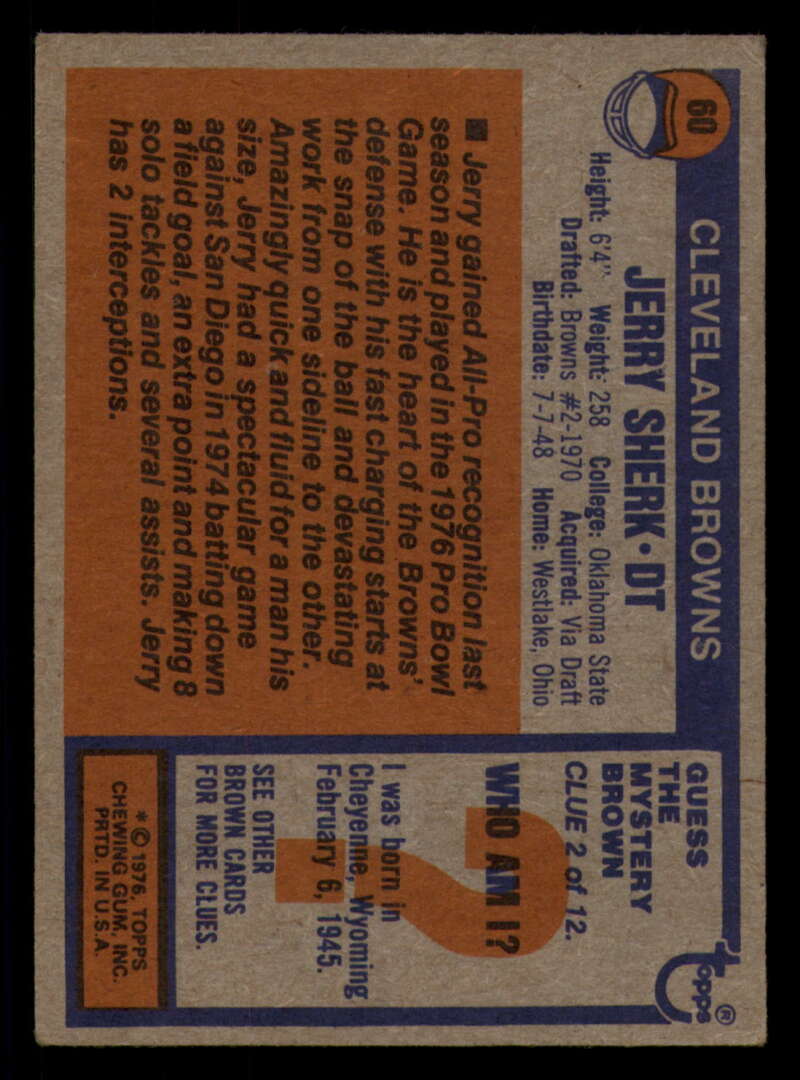 60
CLEVELAND BROWNS
JERRY SHERK • DT
Height: 6'4" Weight: 258 College: Oklahoma State
Drafted: Browns #2-1970 Acquired: Via Draft
Birthdate: 7-7-48 Home: Westlake, Ohio
■ Jerry gained All-Pro recognition last
season and played in the 1976 Pro Bowl
Game. He is the heart of the Browns'
defense with his fast charging starts at
the snap of the ball and devastating
work from one sideline to the other.
Amazingly quick and fluid for a man his
size, Jerry had a spectacular game
against San Diego in 1974 batting down
a field goal, an extra point and making 8
solo tackles and several assists. Jerry
has 2 interceptions.
topps®
GUESS
THE
MYSTERY
BROWN
CLUE 2 of 12.
?
WHO AM I?
I was born in
Cheyenne, Wyoming
February 6, 1945.
SEE OTHER
BROWN CARDS
FOR MORE CLUES.
* © 1976, TOPPS
CHEWING GUM, INC.
PRTD. IN U.S.A.